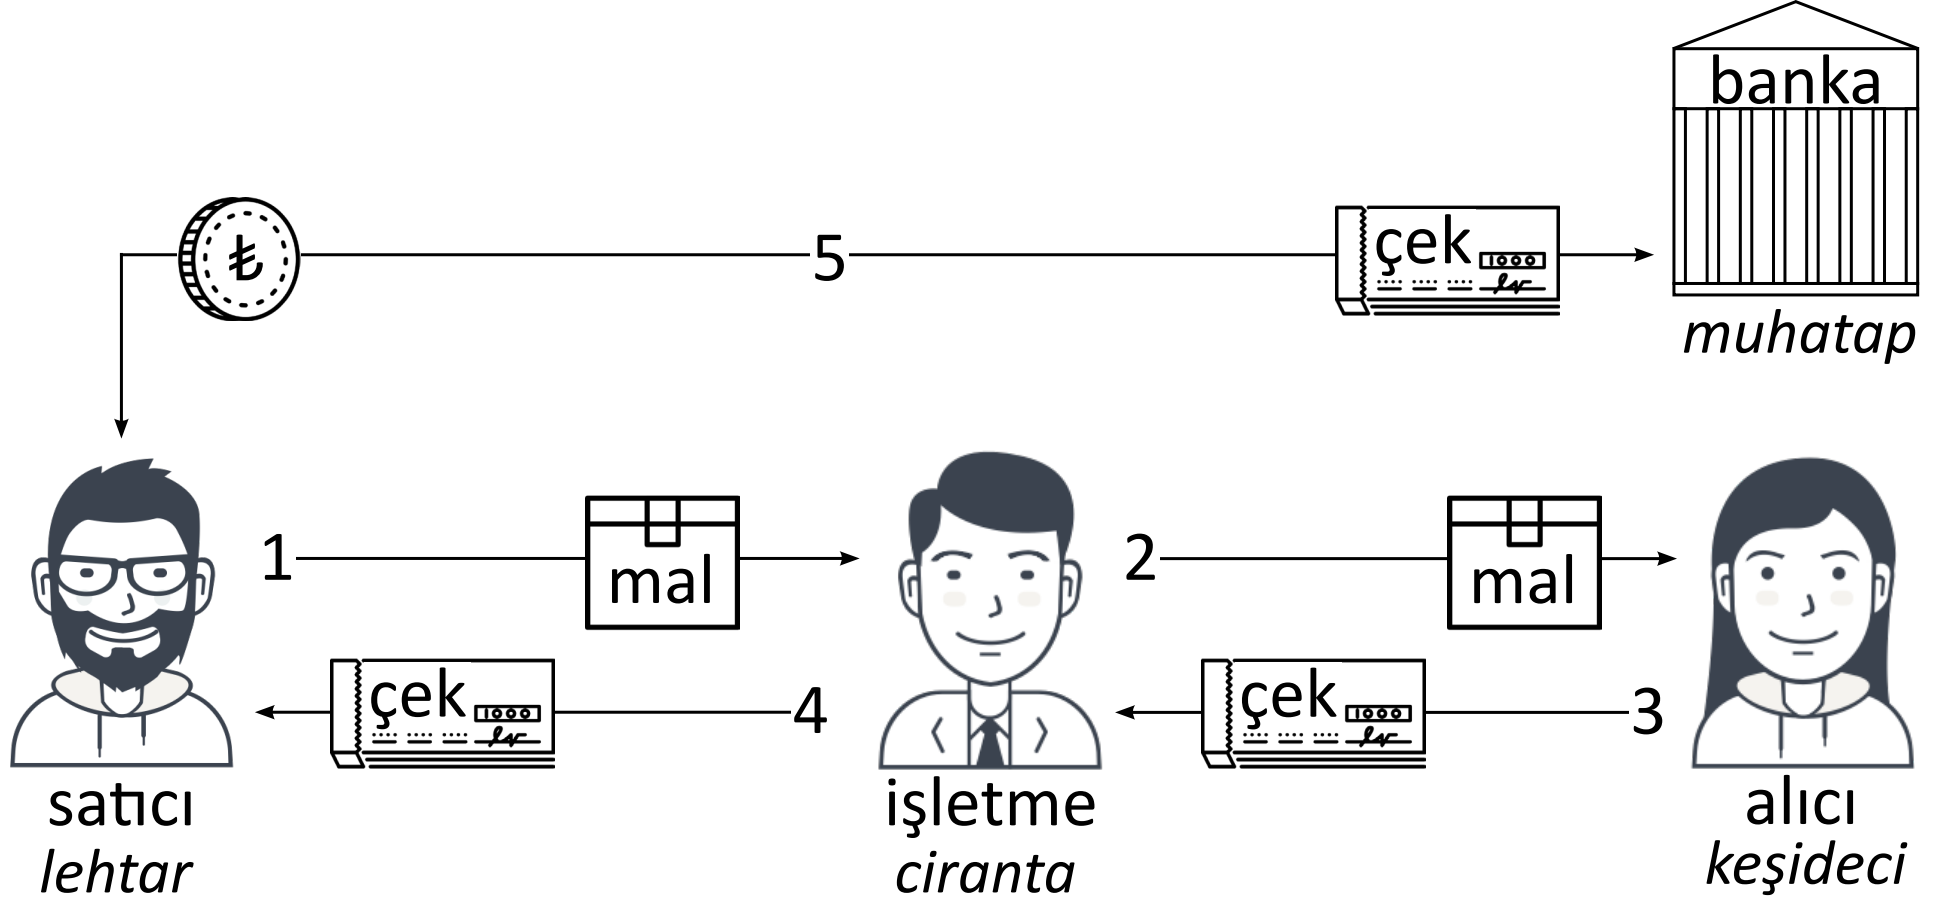 banka
₺
5
çek
muhatap
1
mal
2
mal
çek
4
çek
3
satıcı
işletme
alıcı
lehtar
ciranta
keşideci